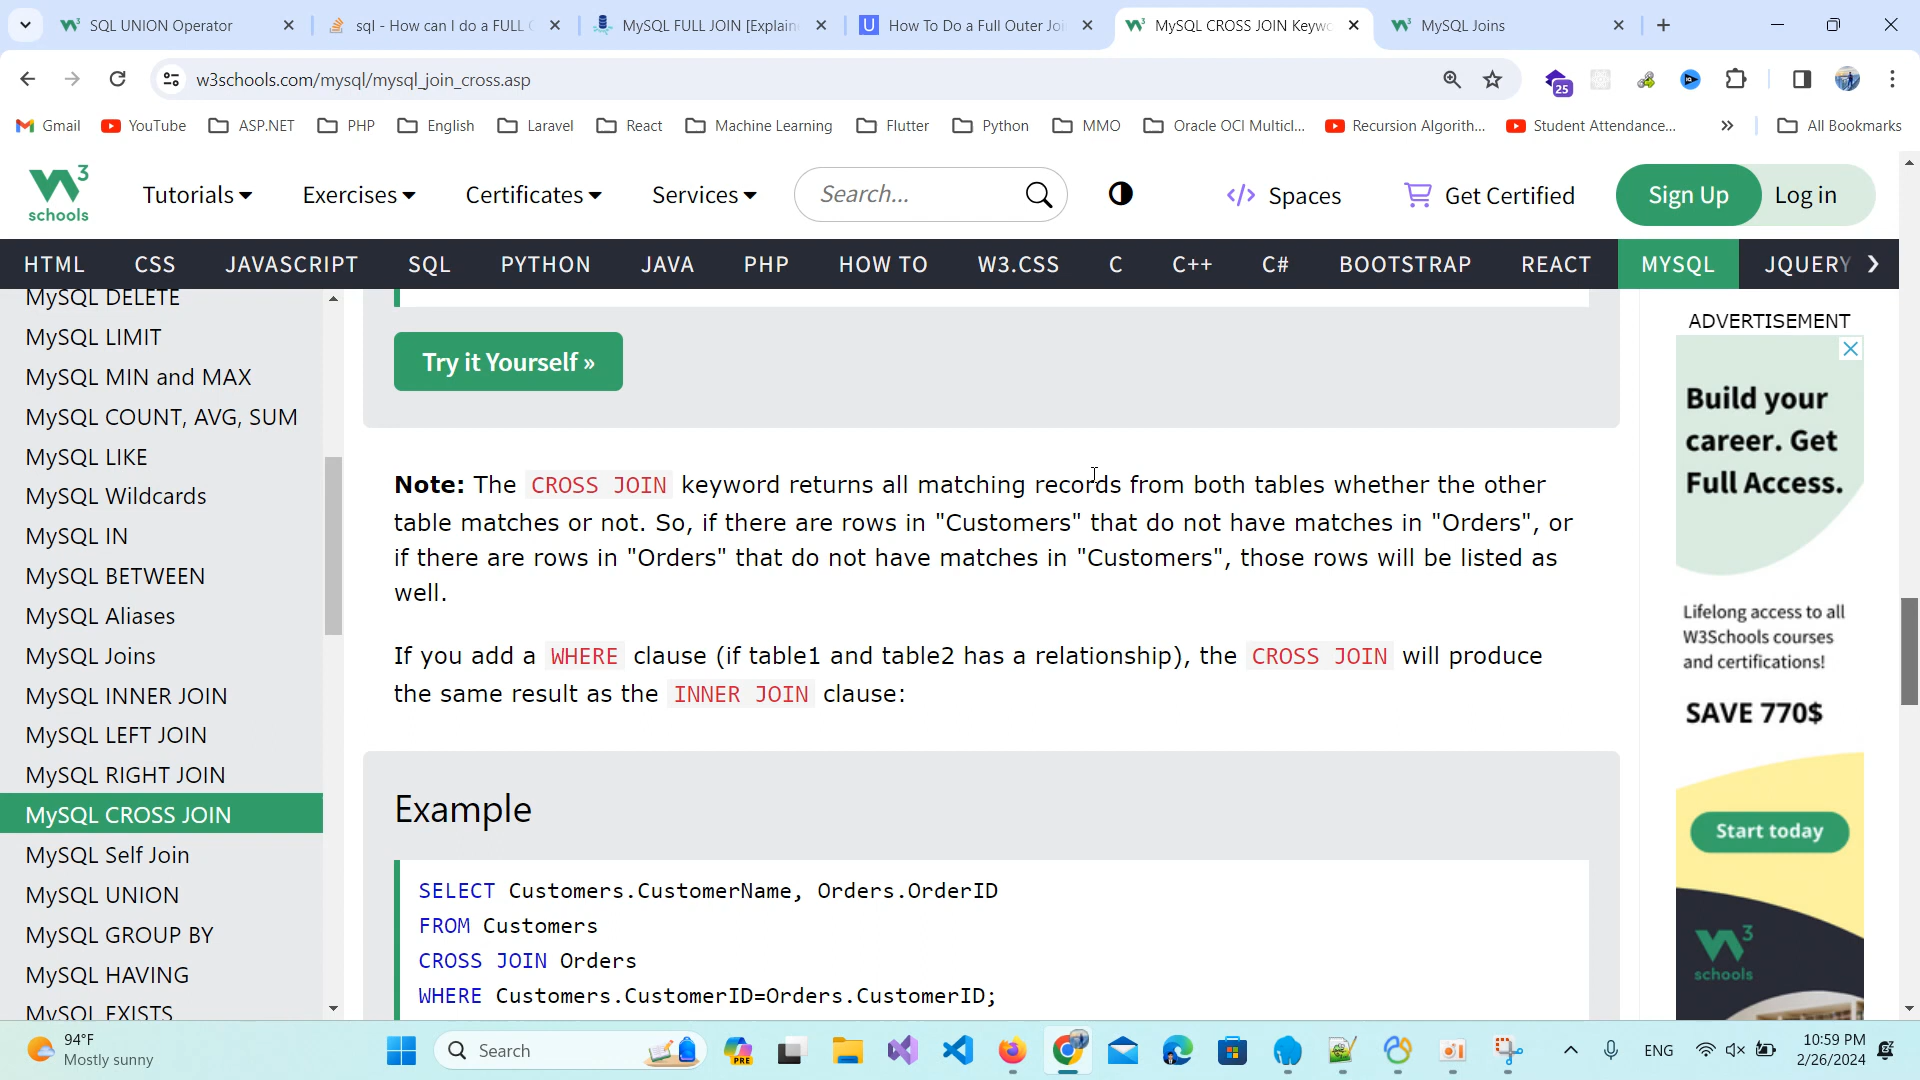 SQL UNION Operator
sql - How can I do a FULL
MySQL FULL JOIN [Explain
How To Do a Full Outer Joi
MySQL CROSS JOIN Keywo
MySQL Joins
w3schools.com/mysql/mysql_join_cross.asp
25
Gmail
YouTube
ASP.NET
PHP
English
Laravel
React
Machine Learning
Flutter
Python
MMO
Oracle OCI Multicl...
Recursion Algorith...
Student Attendance...
All Bookmarks
W3 schools
Tutorials
Exercises
Certificates
Services
Search...
Spaces
Get Certified
Sign Up
Log in
HTML
CSS
JAVASCRIPT
SQL
PYTHON
JAVA
PHP
HOW TO
W3.CSS
C
C++
C#
BOOTSTRAP
REACT
MYSQL
JQUERY
MySQL DELETE
MySQL LIMIT
MySQL MIN and MAX
MySQL COUNT, AVG, SUM
MySQL LIKE
MySQL Wildcards
MySQL IN
MySQL BETWEEN
MySQL Aliases
MySQL Joins
MySQL INNER JOIN
MySQL LEFT JOIN
MySQL RIGHT JOIN
MySQL CROSS JOIN
MySQL Self Join
MySQL UNION
MySQL GROUP BY
MySQL HAVING
MySQL EXISTS
Try it Yourself »
Note: The CROSS JOIN keyword returns all matching records from both tables whether the other
table matches or not. So, if there are rows in "Customers" that do not have matches in "Orders", or
if there are rows in "Orders" that do not have matches in "Customers", those rows will be listed as
well.
If you add a WHERE clause (if table1 and table2 has a relationship), the CROSS JOIN will produce
the same result as the INNER JOIN clause:
Example
SELECT Customers.CustomerName, Orders.OrderID
FROM Customers
CROSS JOIN Orders
WHERE Customers.CustomerID=Orders.CustomerID;
ADVERTISEMENT
Build your
career. Get
Full Access.
Lifelong access to all
W3Schools courses
and certifications!
SAVE 770$
Start today
W3 schools
94°F
Mostly sunny
Search
PRE
ENG
10:59 PM
2/26/2024